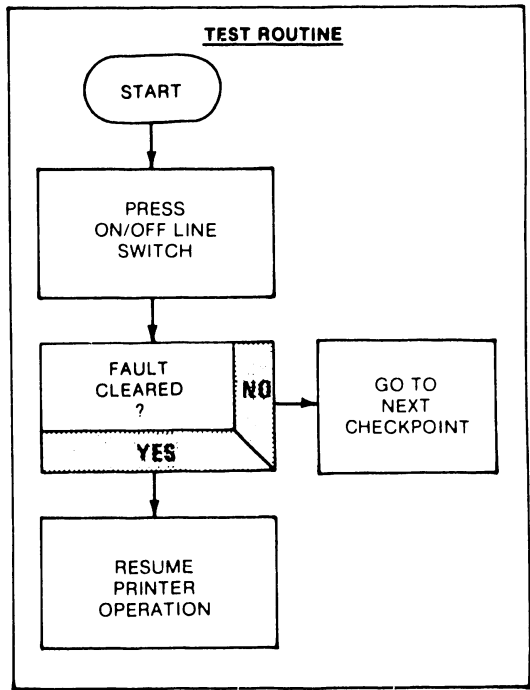 TEST ROUTINE
START
PRESS
ON/OFF LINE
SWITCH
FAULT
CLEARED
?
NO
YES
GO TO
NEXT
CHECKPOINT
RESUME
PRINTER
OPERATION